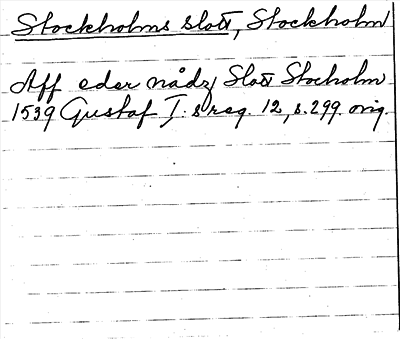 Stockholms slott, Stockholm
Aff eder nådz Slott Stocholm
1539 Gustaf I:s reg. 12, s. 299. orig.